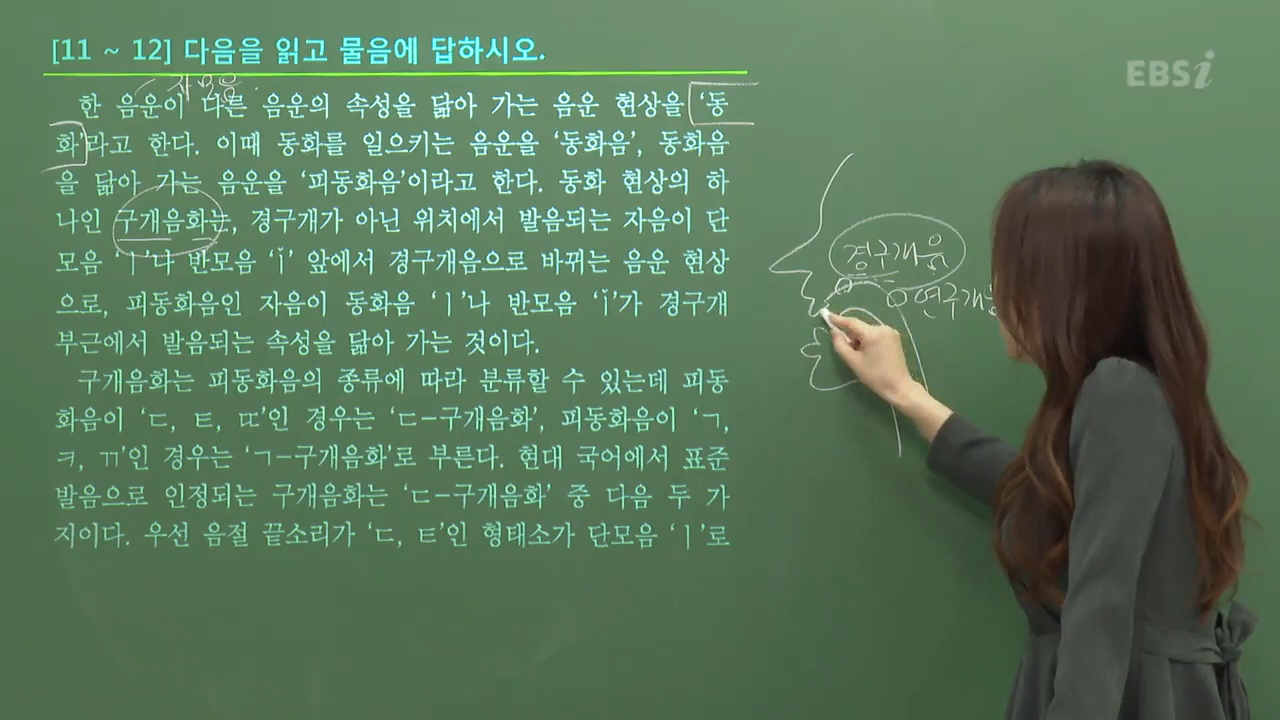 [11 ~ 12] 다음을 읽고 물음에 답하시오.
EBSi
자모음
한 음운이 다른 음운의 속성을 닮아 가는 음운 현상을 '동
화'라고 한다. 이때 동화를 일으키는 음운을 '동화음', 동화음
을 닮아 가는 음운을 '피동화음'이라고 한다. 동화 현상의 하
나인 구개음화는, 경구개가 아닌 위치에서 발음되는 자음이 단
모음 'ㅣ'나 반모음 'ㅣ̆' 앞에서 경구개음으로 바뀌는 음운 현상
으로, 피동화음인 자음이 동화음 'ㅣ'나 반모음 'ㅣ̆'가 경구개
부근에서 발음되는 속성을 닮아 가는 것이다.
구개음화는 피동화음의 종류에 따라 분류할 수 있는데 피동
화음이 'ㄷ, ㅌ, ㄸ'인 경우는 'ㄷ-구개음화', 피동화음이 'ㄱ,
ㅋ, ㄲ'인 경우는 'ㄱ-구개음화'로 부른다. 현대 국어에서 표준
발음으로 인정되는 구개음화는 'ㄷ-구개음화' 중 다음 두 가
지이다. 우선 음절 끝소리가 'ㄷ, ㅌ'인 형태소가 단모음 'ㅣ'로
경구개음
연구개음